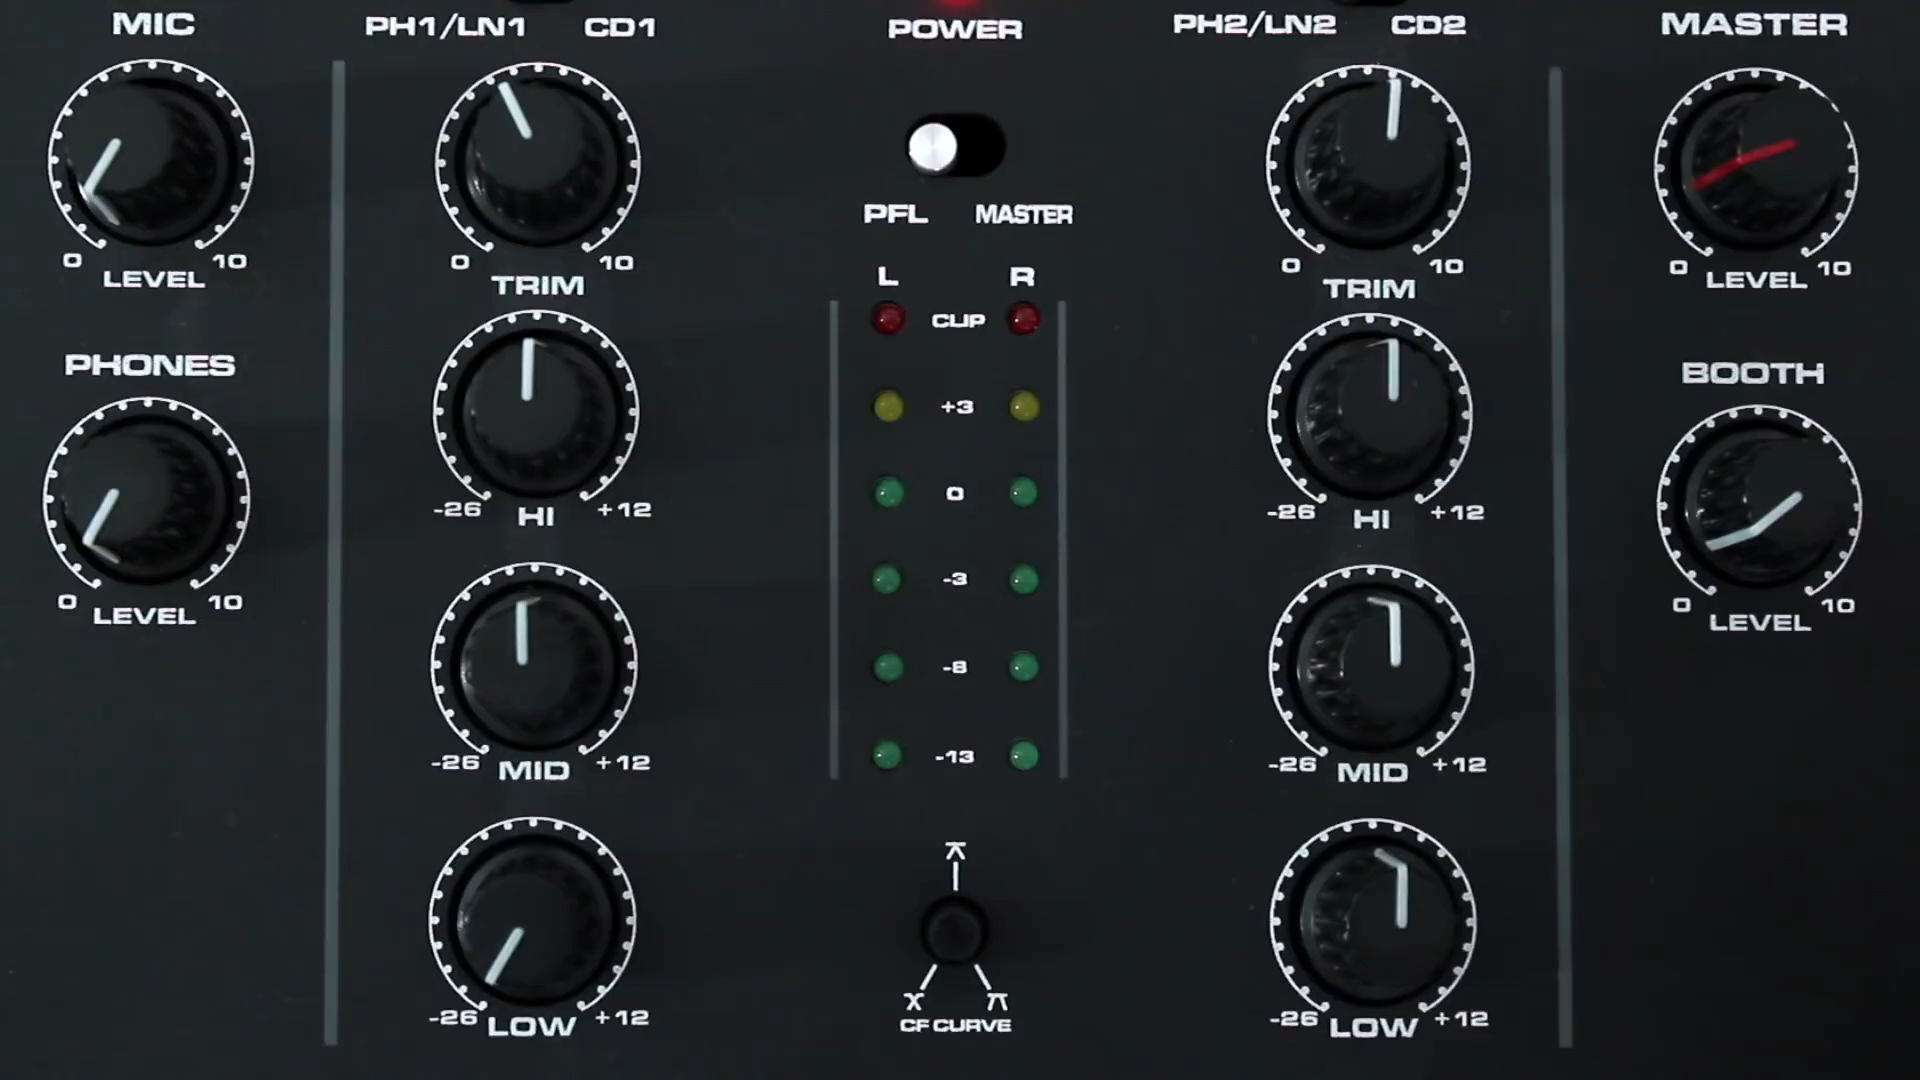 MIC
PH1/LN1 CD1
POWER
PH2/LN2 CD2
MASTER
0 10
LEVEL
0 10
TRIM
PFL MASTER
0 10
TRIM
0 10
LEVEL
L R
CLIP
+3
0
-3
-8
-13
PHONES
0 10
LEVEL
-26 HI +12
-26 MID +12
-26 LOW +12
CF CURVE
-26 HI +12
-26 MID +12
-26 LOW +12
BOOTH
0 10
LEVEL